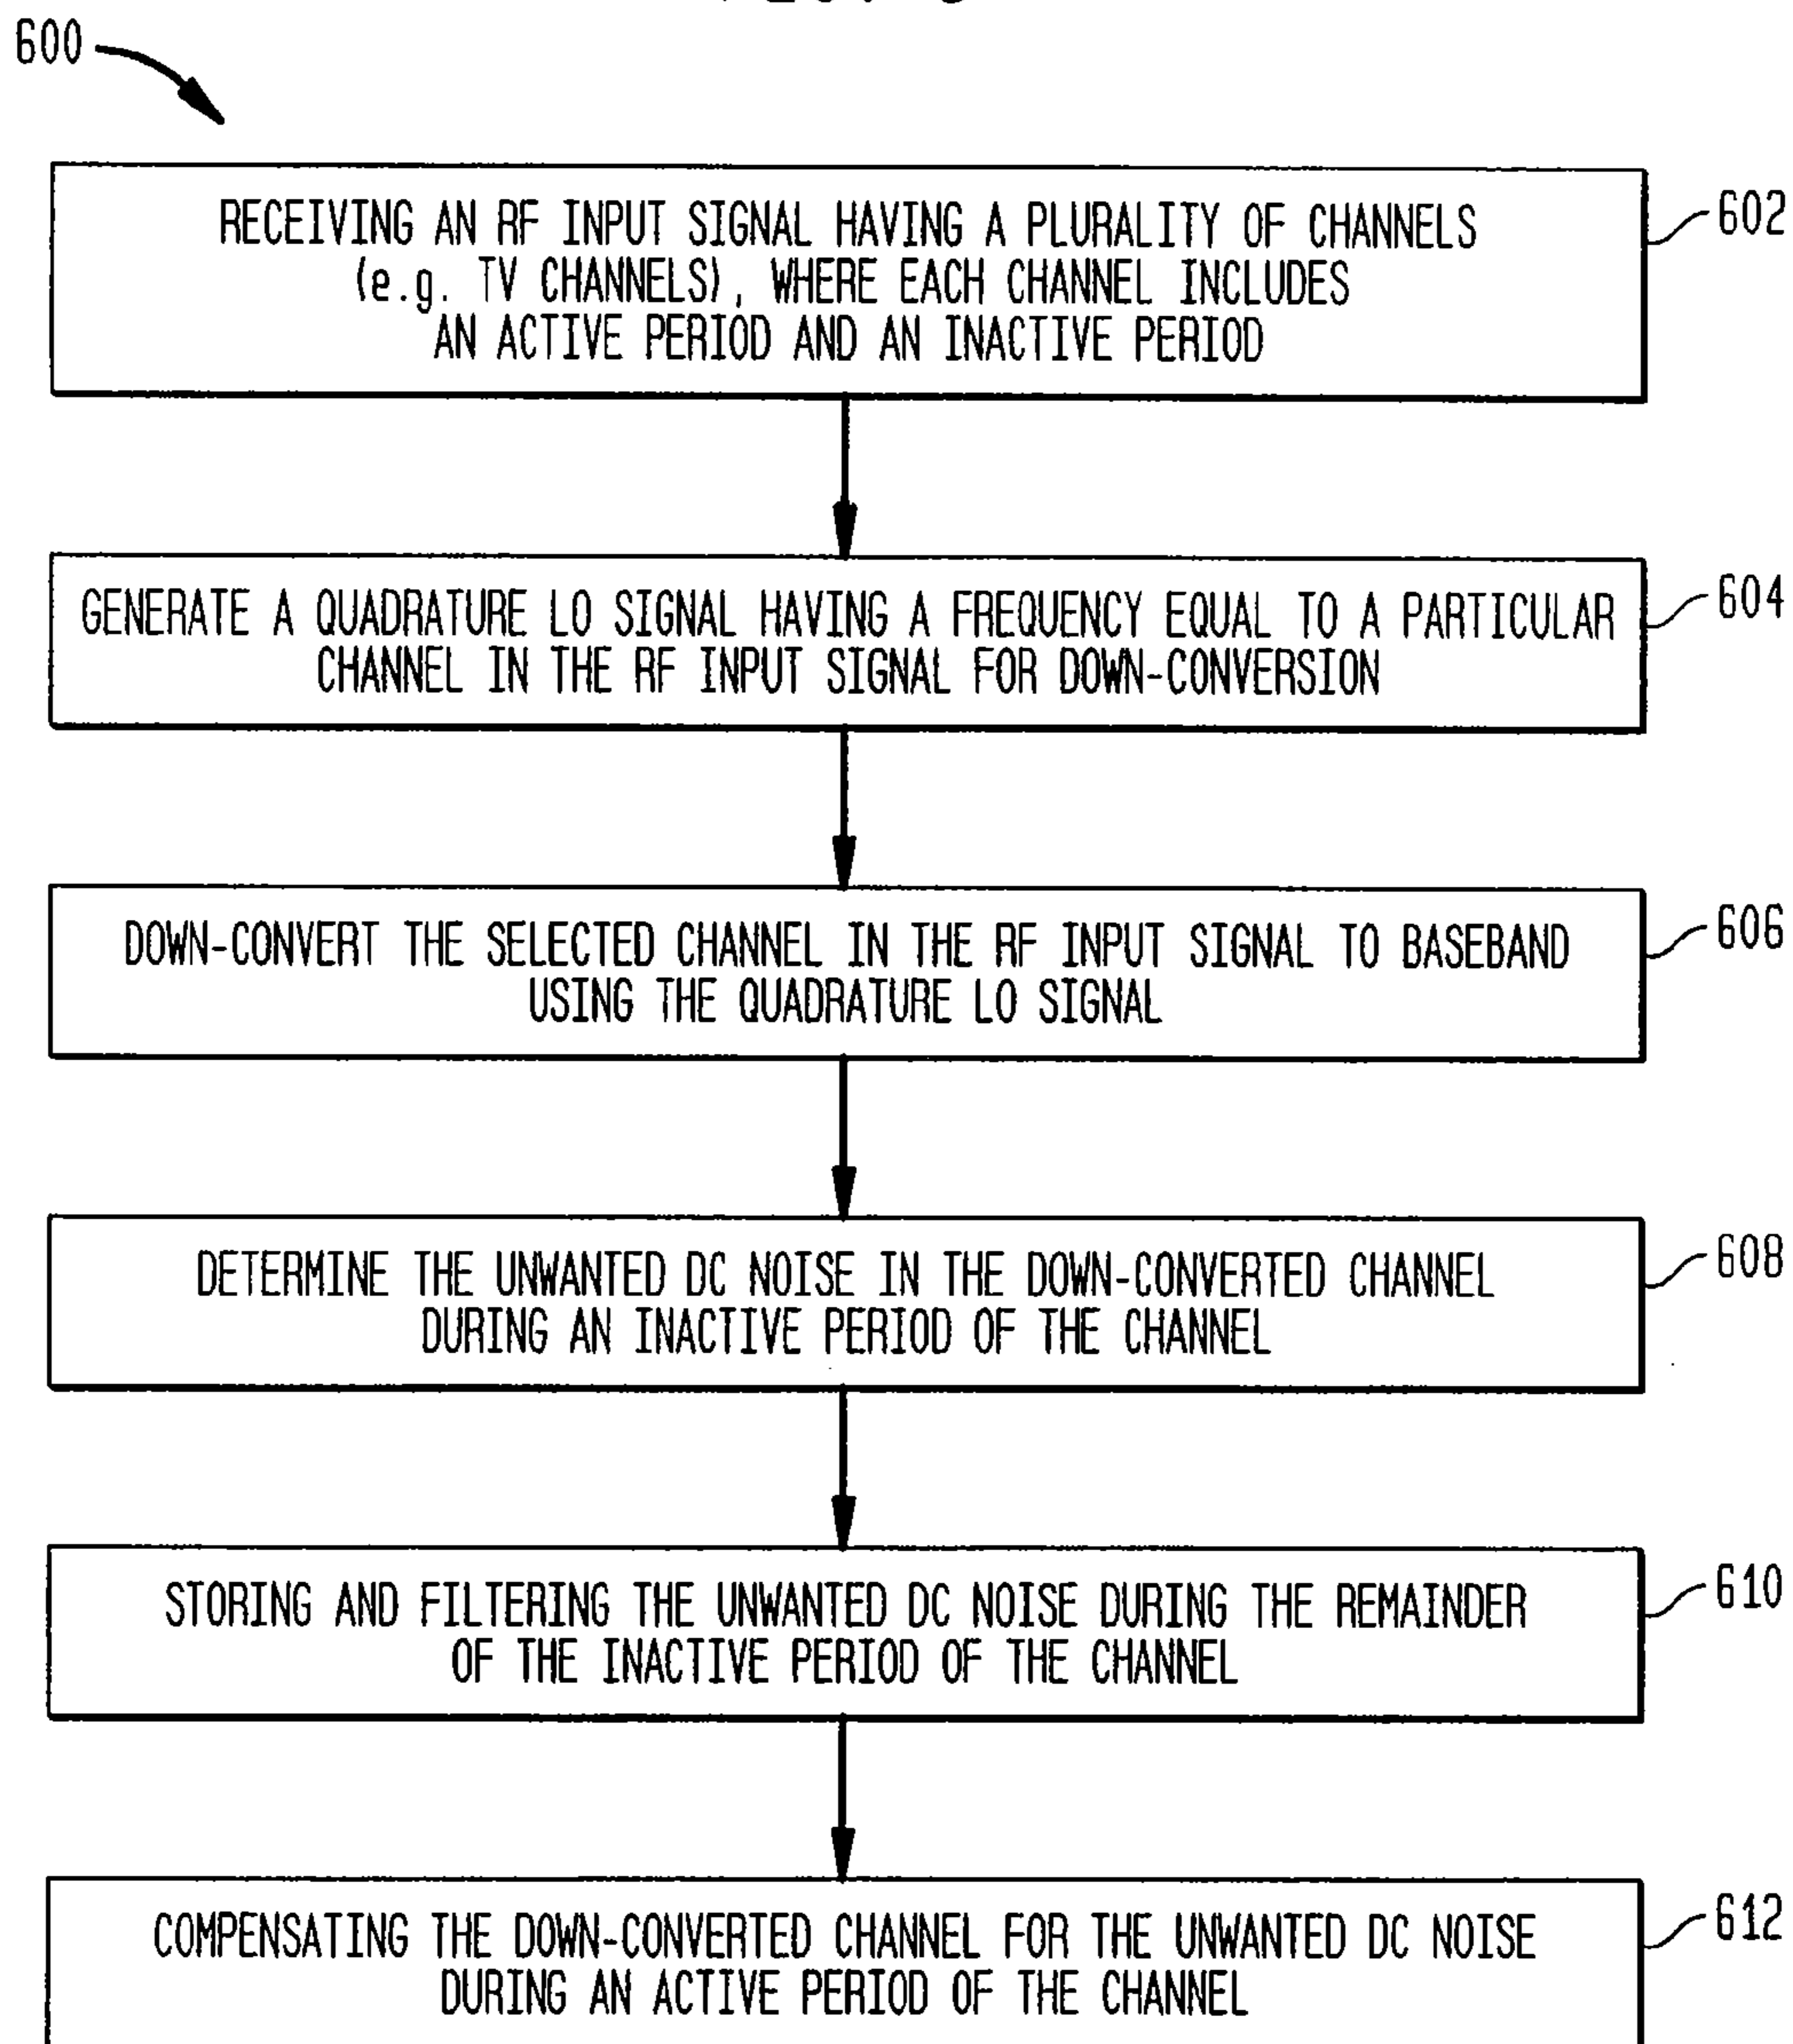 600
RECEIVING AN RF INPUT SIGNAL HAVING A PLURALITY OF CHANNELS
(e.g. TV CHANNELS), WHERE EACH CHANNEL INCLUDES
AN ACTIVE PERIOD AND AN INACTIVE PERIOD
602
GENERATE A QUADRATURE LO SIGNAL HAVING A FREQUENCY EQUAL TO A PARTICULAR
CHANNEL IN THE RF INPUT SIGNAL FOR DOWN-CONVERSION
604
DOWN-CONVERT THE SELECTED CHANNEL IN THE RF INPUT SIGNAL TO BASEBAND
USING THE QUADRATURE LO SIGNAL
606
DETERMINE THE UNWANTED DC NOISE IN THE DOWN-CONVERTED CHANNEL
DURING AN INACTIVE PERIOD OF THE CHANNEL
608
STORING AND FILTERING THE UNWANTED DC NOISE DURING THE REMAINDER
OF THE INACTIVE PERIOD OF THE CHANNEL
610
COMPENSATING THE DOWN-CONVERTED CHANNEL FOR THE UNWANTED DC NOISE
DURING AN ACTIVE PERIOD OF THE CHANNEL
612